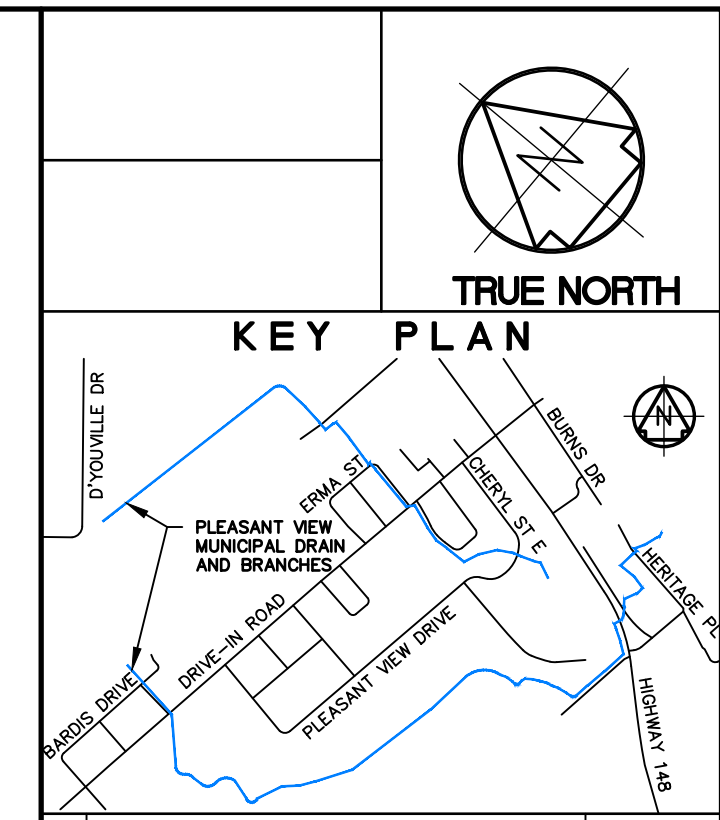 N
TRUE NORTH
KEY PLAN
N
D'YOUVILLE DR
BURNS DR
ERMA ST
CHERYL ST E
PLEASANT VIEW
MUNICIPAL DRAIN
AND BRANCHES
HERITAGE PL
DRIVE-IN ROAD
PLEASANT VIEW DRIVE
BARDIS DRIVE
HIGHWAY 148